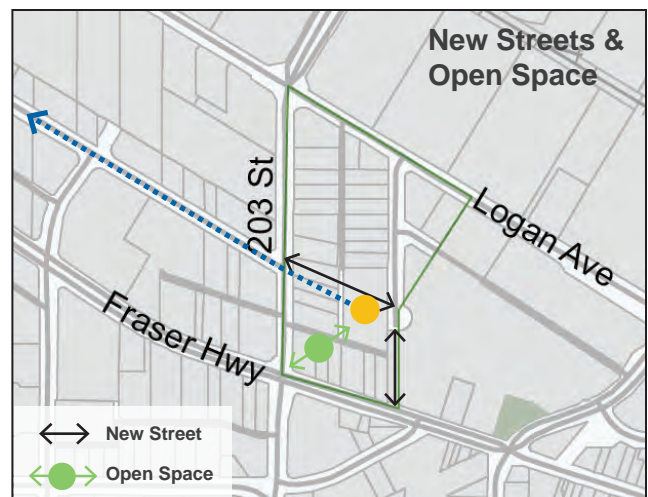 New Streets &
Open Space
203 St
Logan Ave
Fraser Hwy
New Street
Open Space